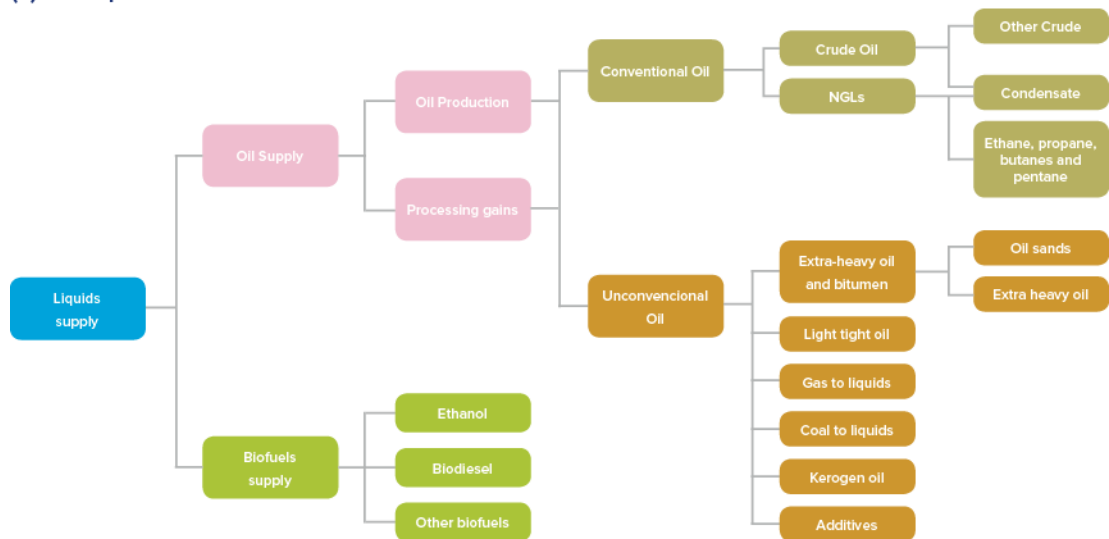 Other Crude
Crude Oil
Conventional Oil
Oil Production
NGLs
Condensate
Ethane, propane,
butanes and
pentane
Oil Supply
Processing gains
Oil sands
Extra-heavy oil
and bitumen
Extra heavy oil
Liquids
supply
Unconvencional
Oil
Light tight oil
Gas to liquids
Ethanol
Coal to liquids
Biofuels
supply
Biodiesel
Kerogen oil
Other biofuels
Additives